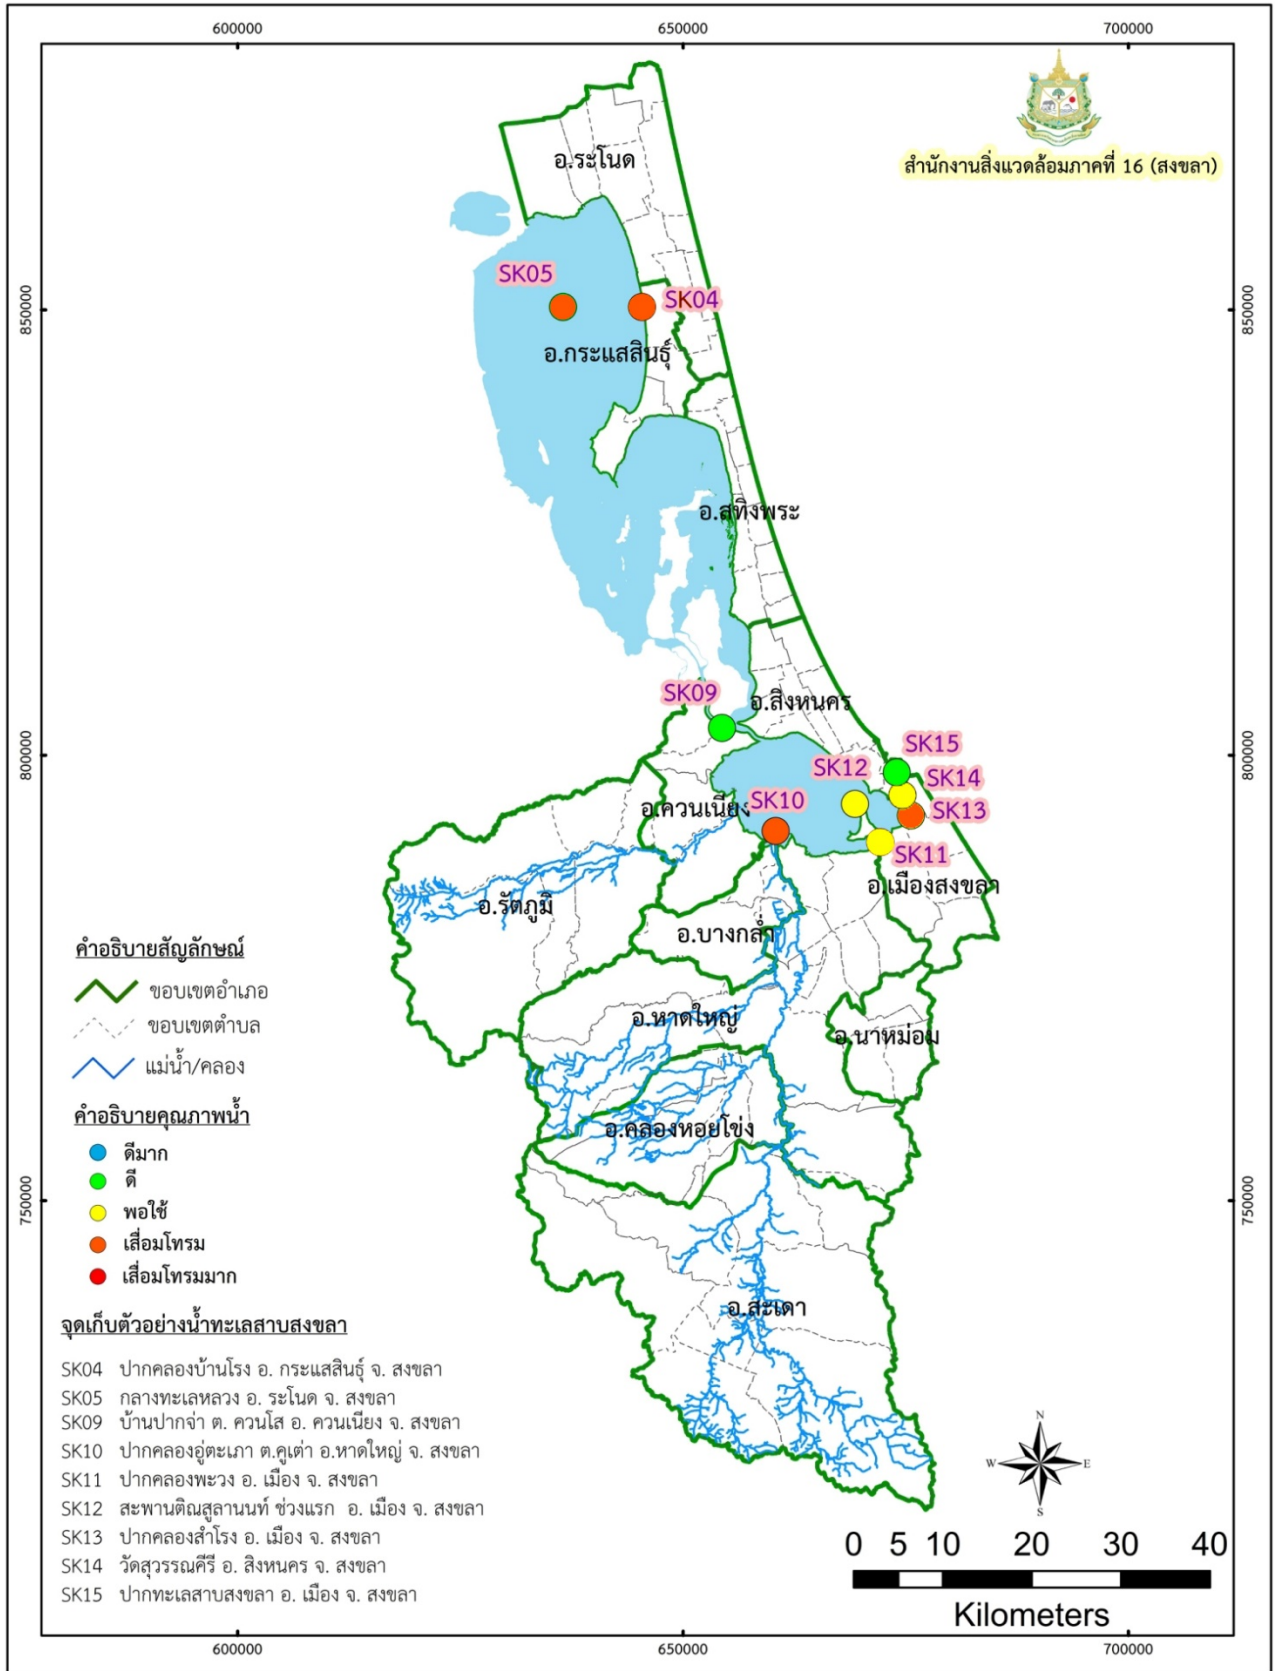 600000
650000
700000
สำนักงานสิ่งแวดล้อมภาคที่ 16 (สงขลา)
อ.ระโนด
SK05
SK04
850000
850000
อ.กระแสสินธุ์
อ.สทิงพระ
SK09
อ.สิงหนคร
SK15
800000
800000
SK12
SK14
SK10
SK13
อ.ควนเนียง
SK11
อ.เมืองสงขลา
อ.รัตภูมิ
อ.บางกล่ำ
อ.หาดใหญ่
อ.นาหม่อม
อ.คลองหอยโข่ง
อ.สะเดา
750000
750000
คำอธิบายสัญลักษณ์
ขอบเขตอำเภอ
ขอบเขตตำบล
แม่น้ำ/คลอง
คำอธิบายคุณภาพน้ำ
ดีมาก
ดี
พอใช้
เสื่อมโทรม
เสื่อมโทรมมาก
จุดเก็บตัวอย่างน้ำทะเลสาบสงขลา
SK04 ปากคลองบ้านโรง อ. กระแสสินธุ์ จ. สงขลา
SK05 กลางทะเลหลวง อ. ระโนด จ. สงขลา
SK09 บ้านปากจ่า ต. ควนโส อ. ควนเนียง จ. สงขลา
SK10 ปากคลองอู่ตะเภา ต.คูเต่า อ.หาดใหญ่ จ. สงขลา
SK11 ปากคลองพะวง อ. เมือง จ. สงขลา
SK12 สะพานติณสูลานนท์ ช่วงแรก อ. เมือง จ. สงขลา
SK13 ปากคลองสำโรง อ. เมือง จ. สงขลา
SK14 วัดสุวรรณคีรี อ. สิงหนคร จ. สงขลา
SK15 ปากทะเลสาบสงขลา อ. เมือง จ. สงขลา
N
W
E
S
0 5 10 20 30 40
Kilometers
600000
650000
700000